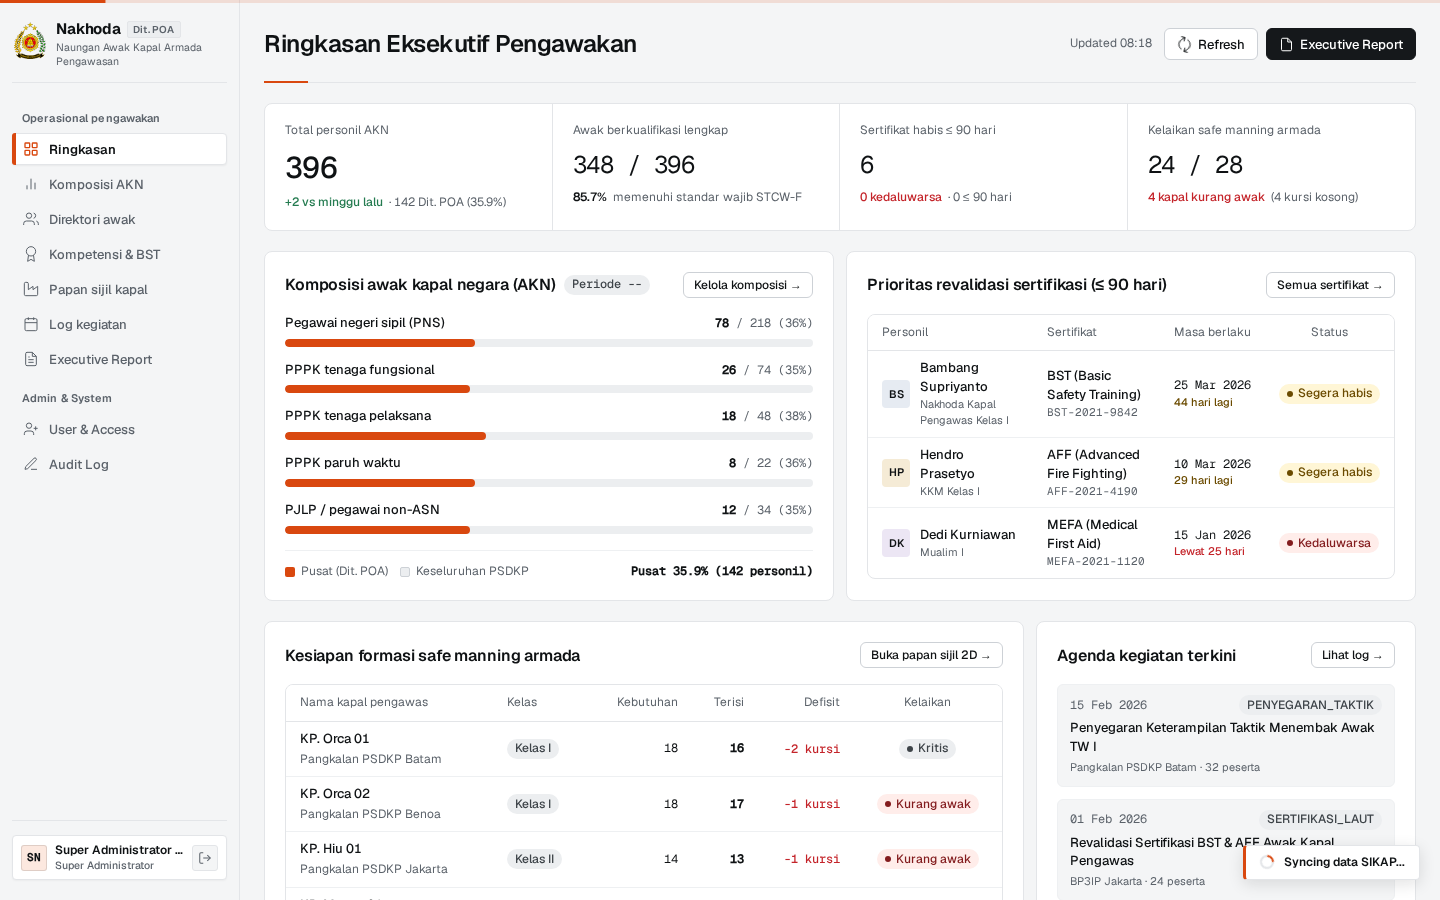 Nakhoda Dit. POA
Naungan Awak Kapal Armada
Pengawasan
Operasional pengawakan
Ringkasan
Komposisi AKN
Direktori awak
Kompetensi & BST
Papan sijil kapal
Log kegiatan
Executive Report
Admin & System
User & Access
Audit Log
SN
Super Administrator ...
Super Administrator
Ringkasan Eksekutif Pengawakan
Updated 08:18
Refresh
Executive Report
Total personil AKN
396
+2 vs minggu lalu · 142 Dit. POA (35.9%)
Awak berkualifikasi lengkap
348 / 396
85.7% memenuhi standar wajib STCW-F
Sertifikat habis ≤ 90 hari
6
0 kedaluwarsa · 0 ≤ 90 hari
Kelaikan safe manning armada
24 / 28
4 kapal kurang awak (4 kursi kosong)
Komposisi awak kapal negara (AKN) Periode --
Kelola komposisi →
Pegawai negeri sipil (PNS) 78 / 218 (36%)
PPPK tenaga fungsional 26 / 74 (35%)
PPPK tenaga pelaksana 18 / 48 (38%)
PPPK paruh waktu 8 / 22 (36%)
PJLP / pegawai non-ASN 12 / 34 (35%)
Pusat (Dit. POA) Keseluruhan PSDKP Pusat 35.9% (142 personil)
Prioritas revalidasi sertifikasi (≤ 90 hari)
Semua sertifikat →
Personil Sertifikat Masa berlaku Status
BS
Bambang
Supriyanto
Nakhoda Kapal
Pengawas Kelas I
BST (Basic
Safety Training)
BST-2021-9842
25 Mar 2026
44 hari lagi
Segera habis
HP
Hendro
Prasetyo
KKM Kelas I
AFF (Advanced
Fire Fighting)
AFF-2021-4190
10 Mar 2026
29 hari lagi
Segera habis
DK
Dedi Kurniawan
Mualim I
MEFA (Medical
First Aid)
MEFA-2021-1120
15 Jan 2026
Lewat 25 hari
Kedaluwarsa
Kesiapan formasi safe manning armada
Buka papan sijil 2D →
Nama kapal pengawas Kelas Kebutuhan Terisi Defisit Kelaikan
KP. Orca 01
Pangkalan PSDKP Batam
Kelas I 18 16 -2 kursi Kritis
KP. Orca 02
Pangkalan PSDKP Benoa
Kelas I 18 17 -1 kursi Kurang awak
KP. Hiu 01
Pangkalan PSDKP Jakarta
Kelas II 14 13 -1 kursi Kurang awak
Agenda kegiatan terkini
Lihat log →
15 Feb 2026 PENYEGARAN_TAKTIK
Penyegaran Keterampilan Taktik Menembak Awak
TW I
Pangkalan PSDKP Batam · 32 peserta
01 Feb 2026 SERTIFIKASI_LAUT
Revalidasi Sertifikasi BST & AFF Awak Kapal
Pengawas
BP3IP Jakarta · 24 peserta
Syncing data SIKAP...